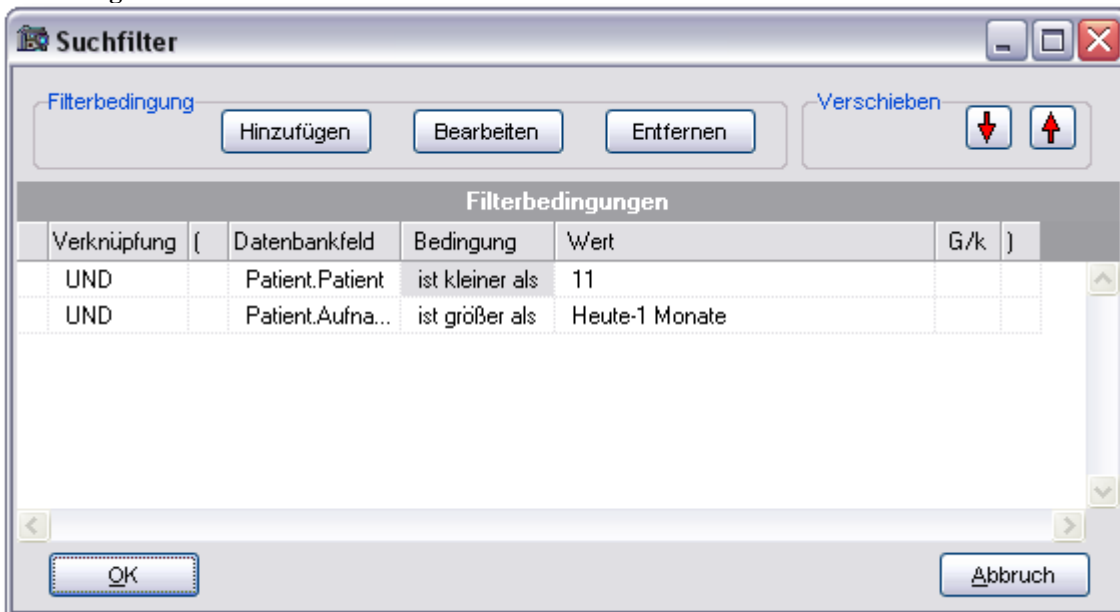 Suchfilter
Filterbedingung
Verschieben
Hinzufügen Bearbeiten Entfernen
Filterbedingungen
Verknüpfung ( Datenbankfeld Bedingung Wert G/k )
UND Patient.Patient ist kleiner als 11
UND Patient.Aufna... ist größer als Heute-1 Monate
OK Abbruch